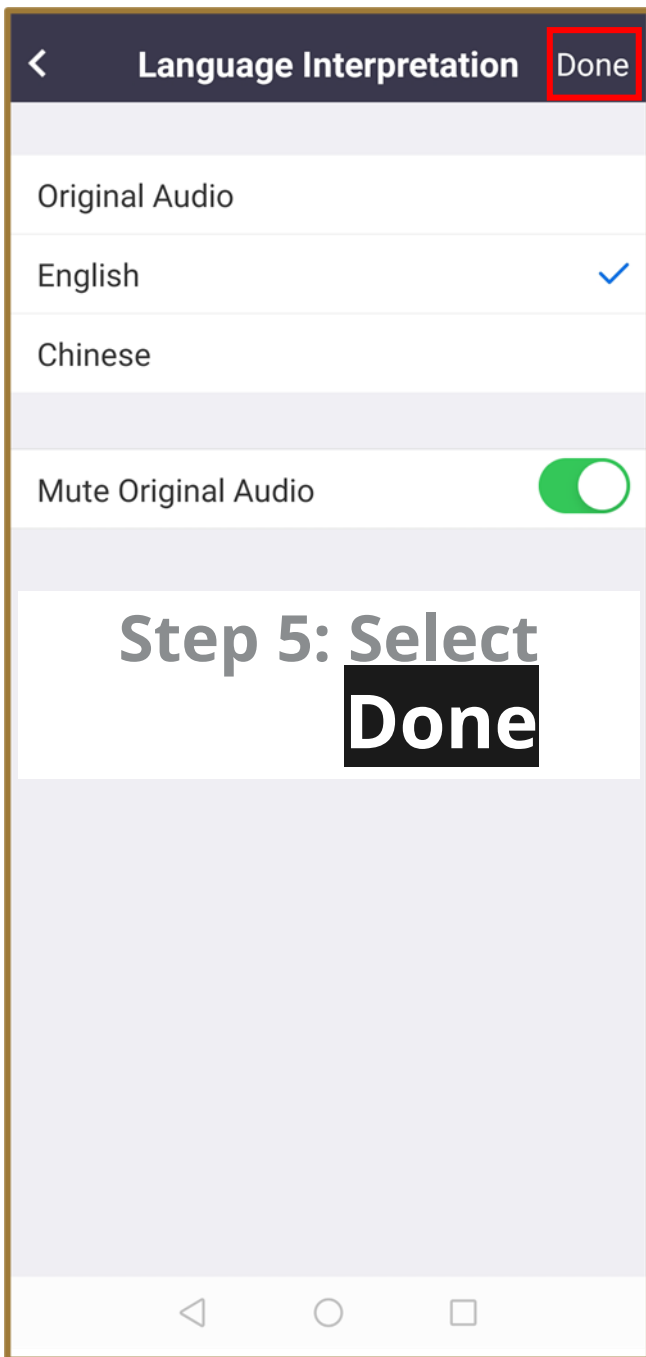 Language Interpretation Done
Original Audio
English
Chinese
Mute Original Audio
Step 5: Select
Done